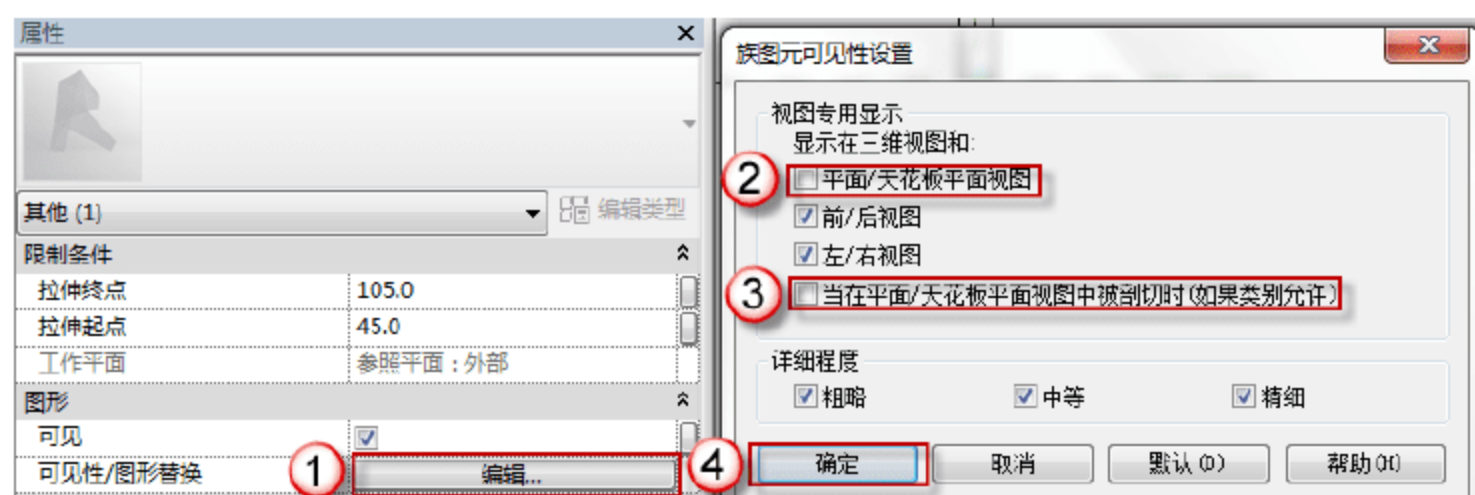 属性
其他 (1)
编辑类型
限制条件
拉伸终点 105.0
拉伸起点 45.0
工作平面 参照平面 : 外部
图形
可见
可见性/图形替换 ① 编辑...
族图元可见性设置
视图专用显示
显示在三维视图和:
② 平面/天花板平面视图
前/后视图
左/右视图
③ 当在平面/天花板平面视图中被剖切时(如果类别允许)
详细程度
粗略 中等 精细
④ 确定 取消 默认(D) 帮助(H)